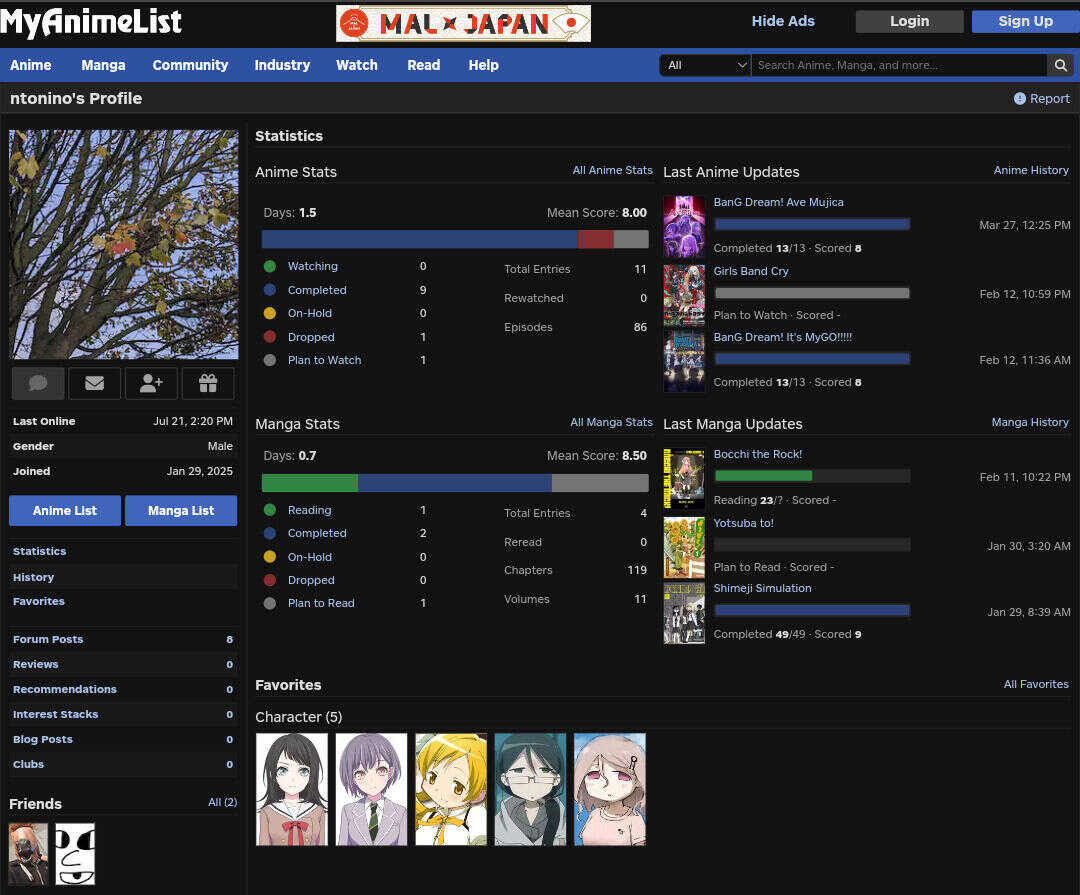 MyAnimeList
MAL × JAPAN
Hide Ads
Login
Sign Up
Anime
Manga
Community
Industry
Watch
Read
Help
All
Search Anime, Manga, and more...
ntonino's Profile
Report
Last Online Jul 21, 2:20 PM
Gender Male
Joined Jan 29, 2025
Anime List
Manga List
Statistics
History
Favorites
Forum Posts 8
Reviews 0
Recommendations 0
Interest Stacks 0
Blog Posts 0
Clubs 0
Friends All (2)
Statistics
Anime Stats All Anime Stats
Days: 1.5 Mean Score: 8.00
Watching 0
Completed 9
On-Hold 0
Dropped 1
Plan to Watch 1
Total Entries 11
Rewatched 0
Episodes 86
Last Anime Updates Anime History
BanG Dream! Ave Mujica
Mar 27, 12:25 PM
Completed 13/13 · Scored 8
Girls Band Cry
Feb 12, 10:59 PM
Plan to Watch · Scored -
BanG Dream! It's MyGO!!!!!
Feb 12, 11:36 AM
Completed 13/13 · Scored 8
Manga Stats All Manga Stats
Days: 0.7 Mean Score: 8.50
Reading 1
Completed 2
On-Hold 0
Dropped 0
Plan to Read 1
Total Entries 4
Reread 0
Chapters 119
Volumes 11
Last Manga Updates Manga History
Bocchi the Rock!
Feb 11, 10:22 PM
Reading 23/? · Scored -
Yotsuba to!
Jan 30, 3:20 AM
Plan to Read · Scored -
Shimeji Simulation
Jan 29, 8:39 AM
Completed 49/49 · Scored 9
Favorites All Favorites
Character (5)